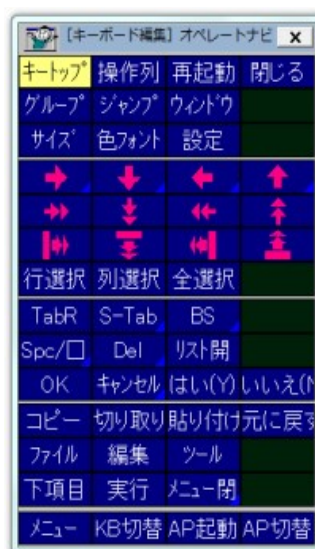 [キーボード編集] オペレートナビ x
キートップ 操作列 再起動 閉じる
グループ ジャンプ ウィンドウ
サイズ 色フォント 設定
行選択 列選択 全選択
TabR S-Tab BS
Spc/□ Del リスト開
OK キャンセル はい(Y) いいえ(N
コピー 切り取り 貼り付け 元に戻す
ファイル 編集 ツール
下項目 実行 メニュー閉
メニュー KB切替 AP起動 AP切替